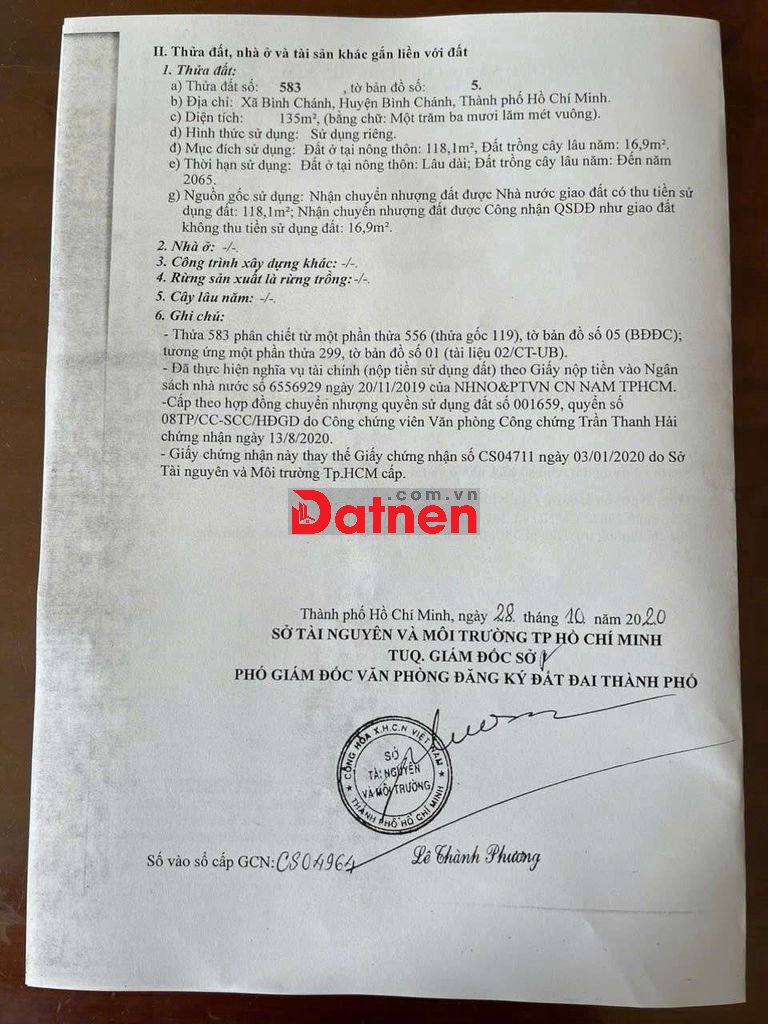 II. Thửa đất, nhà ở và tài sản khác gắn liền với đất
1. Thửa đất:
a) Thửa đất số: 583 , tờ bản đồ số: 5.
b) Địa chỉ: Xã Bình Chánh, Huyện Bình Chánh, Thành phố Hồ Chí Minh.
c) Diện tích: 135m², (bằng chữ: Một trăm ba mươi lăm mét vuông).
d) Hình thức sử dụng: Sử dụng riêng.
đ) Mục đích sử dụng: Đất ở tại nông thôn: 118,1m², Đất trồng cây lâu năm: 16,9m².
e) Thời hạn sử dụng: Đất ở tại nông thôn: Lâu dài; Đất trồng cây lâu năm: Đến năm
2065.
g) Nguồn gốc sử dụng: Nhận chuyển nhượng đất được Nhà nước giao đất có thu tiền sử
dụng đất: 118,1m²; Nhận chuyển nhượng đất được Công nhận QSDĐ như giao đất
không thu tiền sử dụng đất: 16,9m².
2. Nhà ở: -/-.
3. Công trình xây dựng khác: -/-.
4. Rừng sản xuất là rừng trồng: -/-.
5. Cây lâu năm: -/-.
6. Ghi chú:
- Thửa 583 phân chiết từ một phần thửa 556 (thửa gốc 119), tờ bản đồ số 05 (BĐĐC);
tương ứng một phần thửa 299, tờ bản đồ số 01 (tài liệu 02/CT-UB).
- Đã thực hiện nghĩa vụ tài chính (nộp tiền sử dụng đất) theo Giấy nộp tiền vào Ngân
sách nhà nước số 6556929 ngày 20/11/2019 của NHNO&PTVN CN NAM TPHCM.
-Cấp theo hợp đồng chuyển nhượng quyền sử dụng đất số 001659, quyển số
08TP/CC-SCC/HĐGD do Công chứng viên Văn phòng Công chứng Trần Thanh Hải
chứng nhận ngày 13/8/2020.
- Giấy chứng nhận này thay thế Giấy chứng nhận số CS04711 ngày 03/01/2020 do Sở
Tài nguyên và Môi trường Tp.HCM cấp.
.com.vn
Datnen
Thành phố Hồ Chí Minh, ngày 28 tháng 10 năm 2020
SỞ TÀI NGUYÊN VÀ MÔI TRƯỜNG TP HỒ CHÍ MINH
TUQ. GIÁM ĐỐC SỞ
PHÓ GIÁM ĐỐC VĂN PHÒNG ĐĂNG KÝ ĐẤT ĐAI THÀNH PHỐ
CỘNG HÒA X.H.C.N VIỆT NAM
SỞ
TÀI NGUYÊN
VÀ MÔI TRƯỜNG
THÀNH PHỐ HỒ CHÍ MINH
Số vào sổ cấp GCN: CS04964
Lê Thành Phương